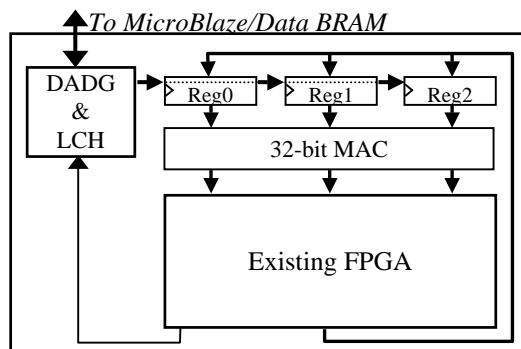 To MicroBlaze/Data BRAM
DADG
&
LCH
Reg0
Reg1
Reg2
32-bit MAC
Existing FPGA